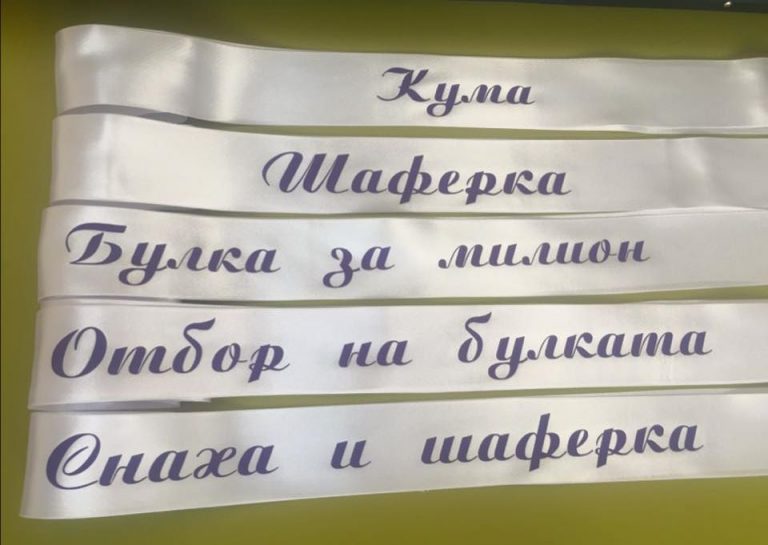 Кума
Шаферка
Булка за милион
Отбор на булката
Снаха и шаферка